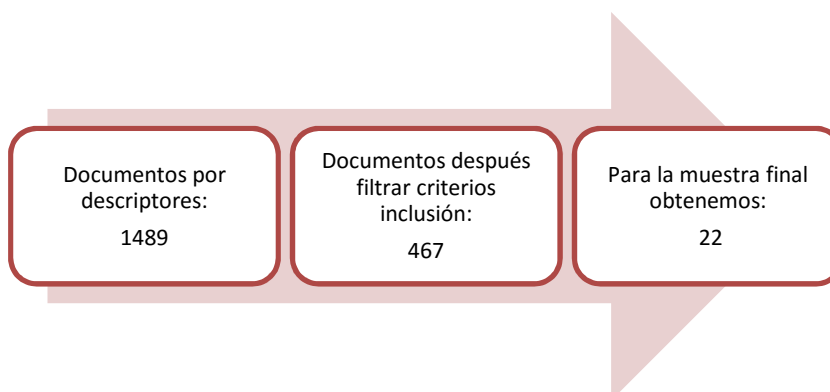 Documentos por
descriptores:
1489
Documentos después
filtrar criterios
inclusión:
467
Para la muestra final
obtenemos:
22